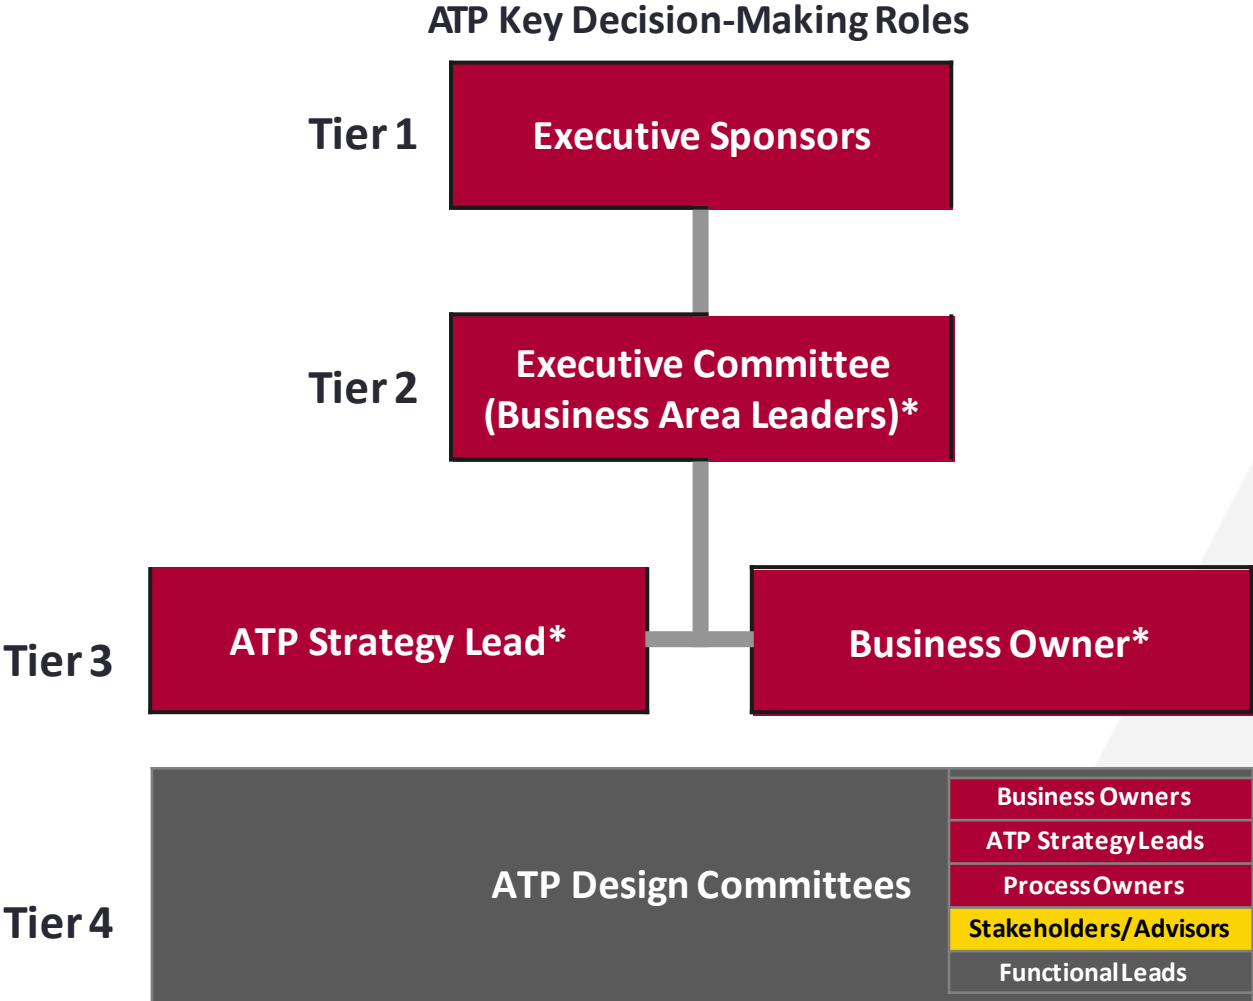 ATP Key Decision-Making Roles
Tier 1
Executive Sponsors
Tier 2
Executive Committee
(Business Area Leaders)*
Tier 3
ATP Strategy Lead*
Business Owner*
Tier 4
ATP Design Committees
Business Owners
ATP Strategy Leads
Process Owners
Stakeholders/Advisors
Functional Leads